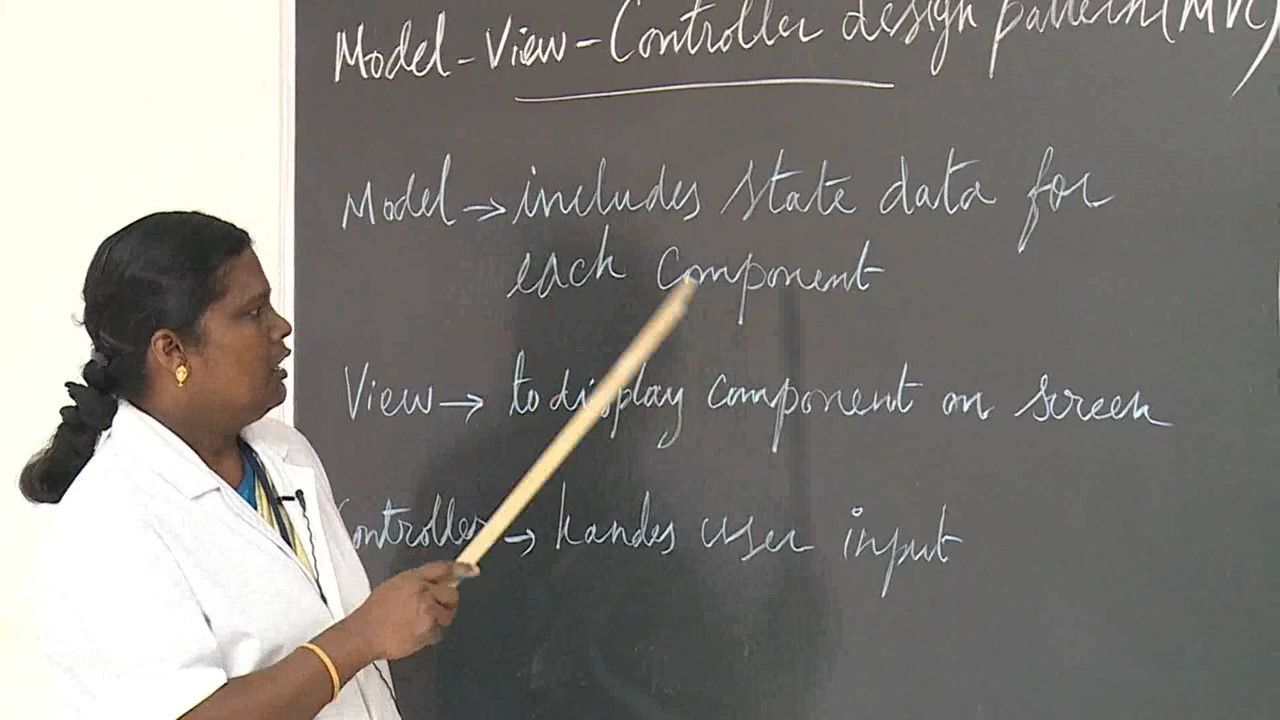 Model-View-Controller design pattern(MVC)
Model → includes state data for
each component
View → to display component on screen
Controller → handes user input